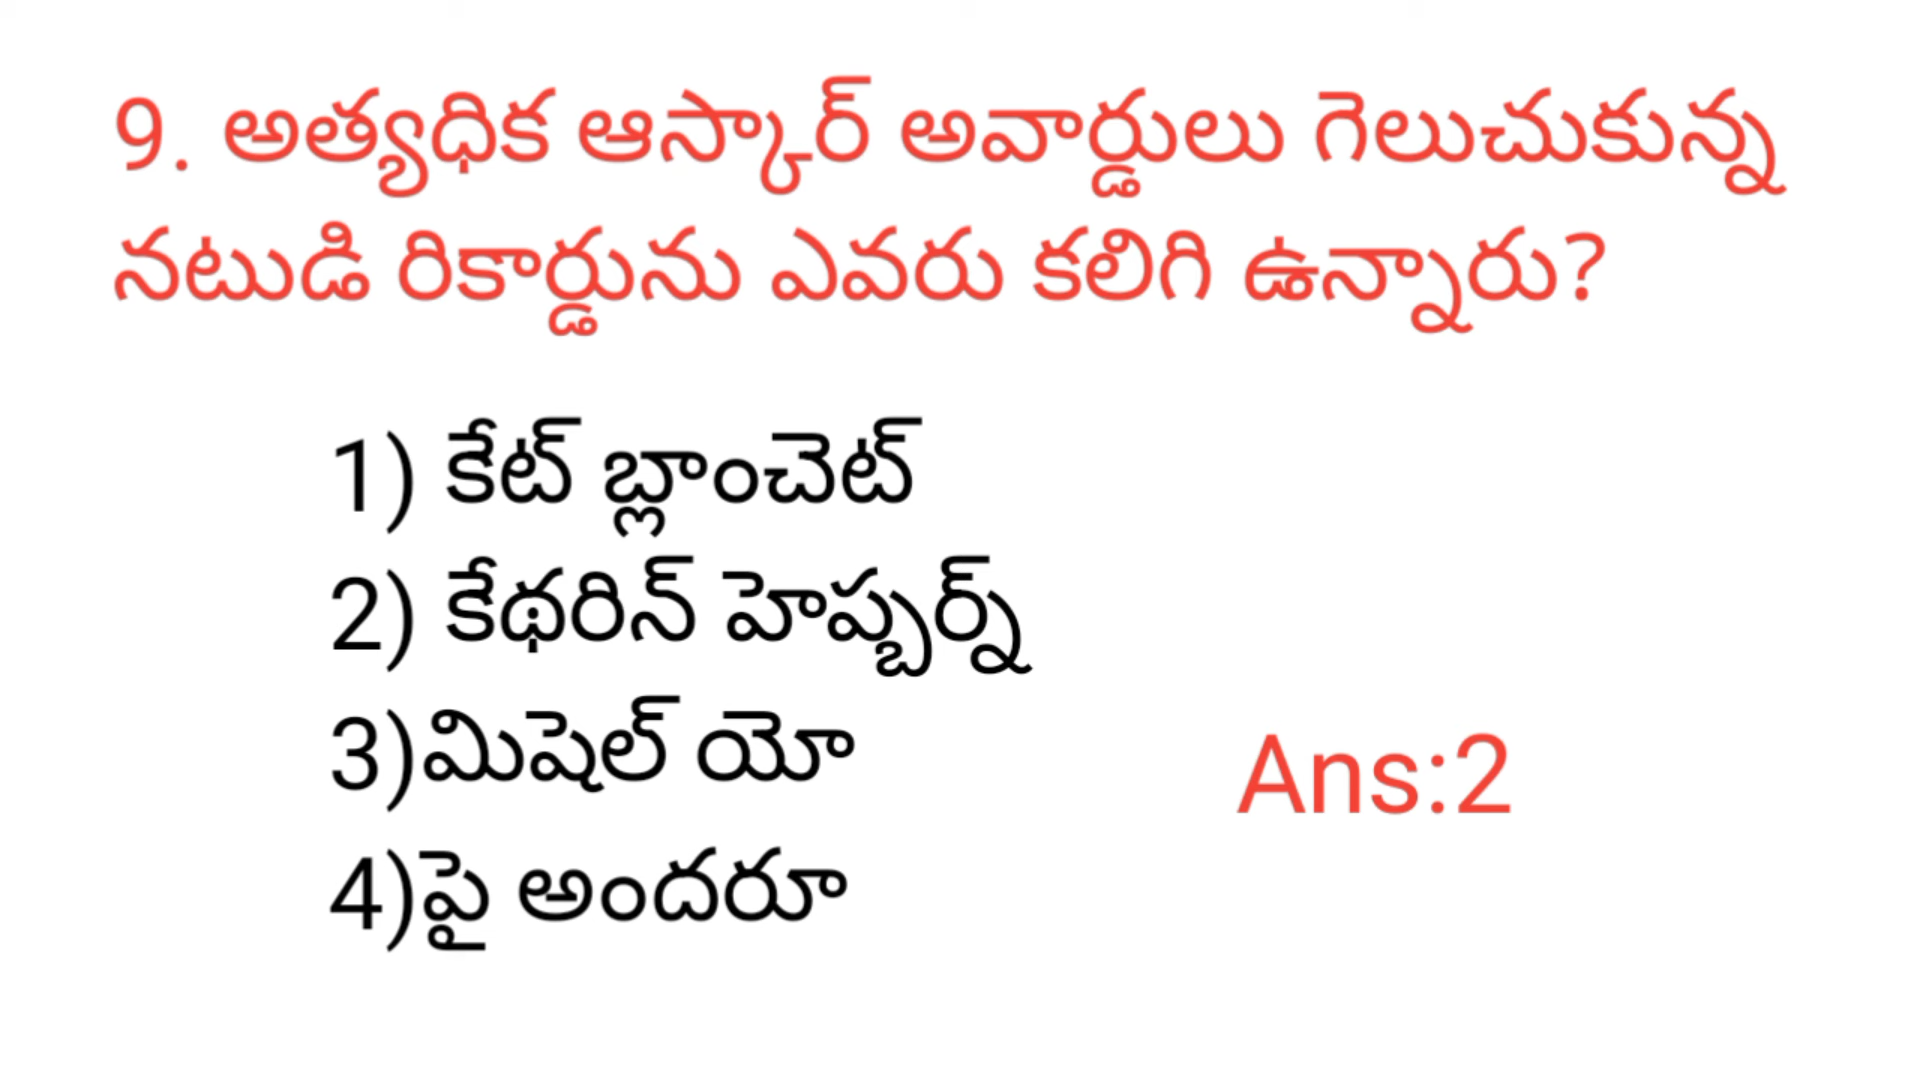 9. అత్యధిక ఆస్కార్ అవార్డులు గెలుచుకున్న
నటుడి రికార్డును ఎవరు కలిగి ఉన్నారు?
1) కేట్ బ్లాంచెట్
2) కేథరిన్ హెప్బర్న్
3)మిషెల్ యో
Ans:2
4)పై అందరూ